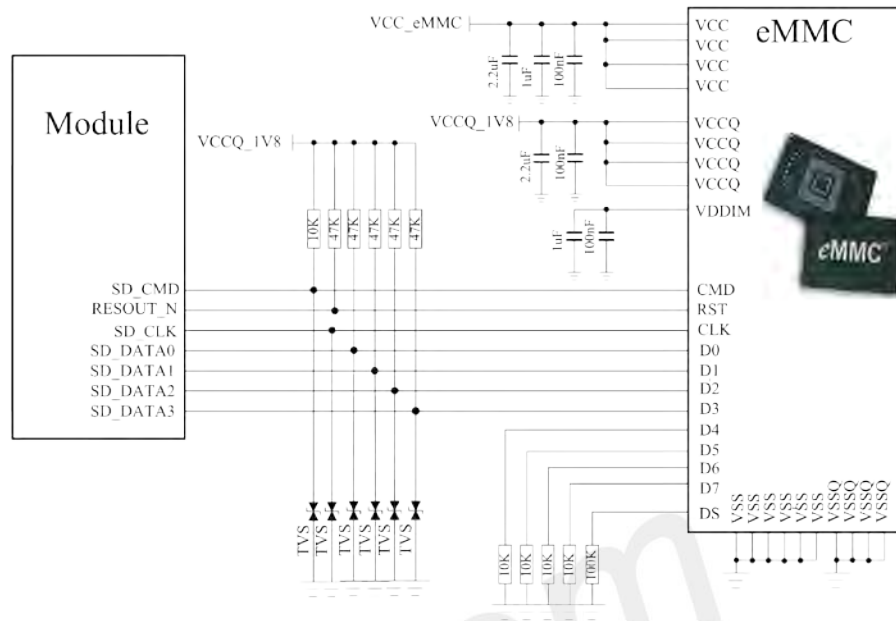 VCC_eMMC
eMMC
VCC
VCC
VCC
VCC
2.2uF
1uF
100nF
Module
VCCQ_1V8
VCCQ_1V8
VCCQ
VCCQ
VCCQ
VCCQ
2.2uF
100nF
VDDIM
1uF
100nF
eMMC
10K
47K
47K
47K
47K
47K
SD_CMD
RESOUT_N
SD_CLK
SD_DATA0
SD_DATA1
SD_DATA2
SD_DATA3
CMD
RST
CLK
D0
D1
D2
D3
D4
D5
D6
D7
DS
VSS
VSS
VSS
VSS
VSS
VSS
VSSQ
VSSQ
VSSQ
VSSQ
TVS
TVS
TVS
TVS
TVS
TVS
10K
10K
10K
10K
100K
com